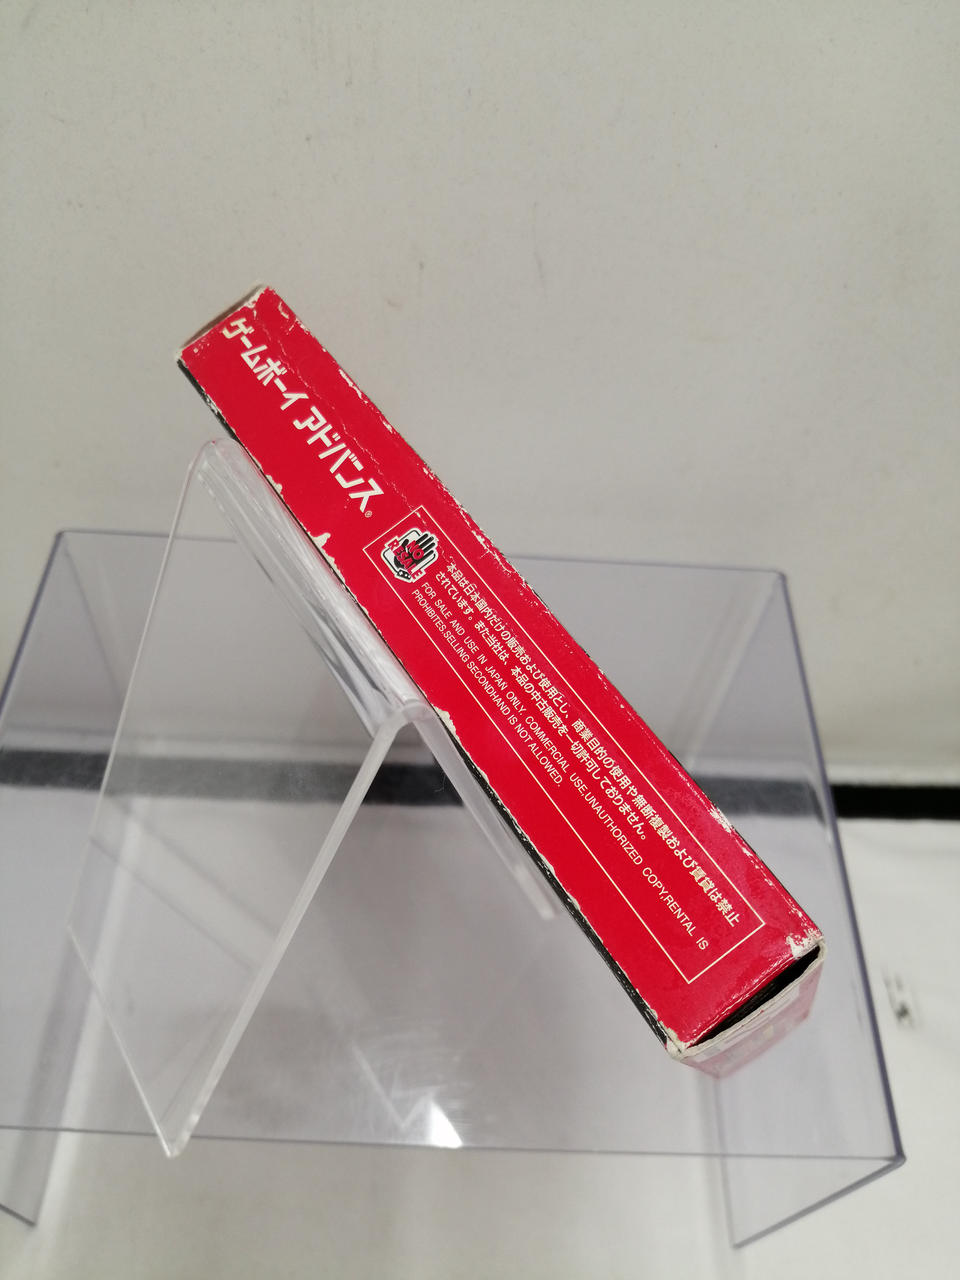 ゲームボーイ アドバンス®
NO
RESALE
本品は日本国内だけの販売および使用とし、商業目的の使用や無断複製および賃貸は禁止
されています。また当社は、本品の中古販売を一切許可しておりません。
FOR SALE AND USE IN JAPAN ONLY. COMMERCIAL USE,UNAUTHORIZED COPY,RENTAL IS
PROHIBITES.SELLING SECONDHAND IS NOT ALLOWED.